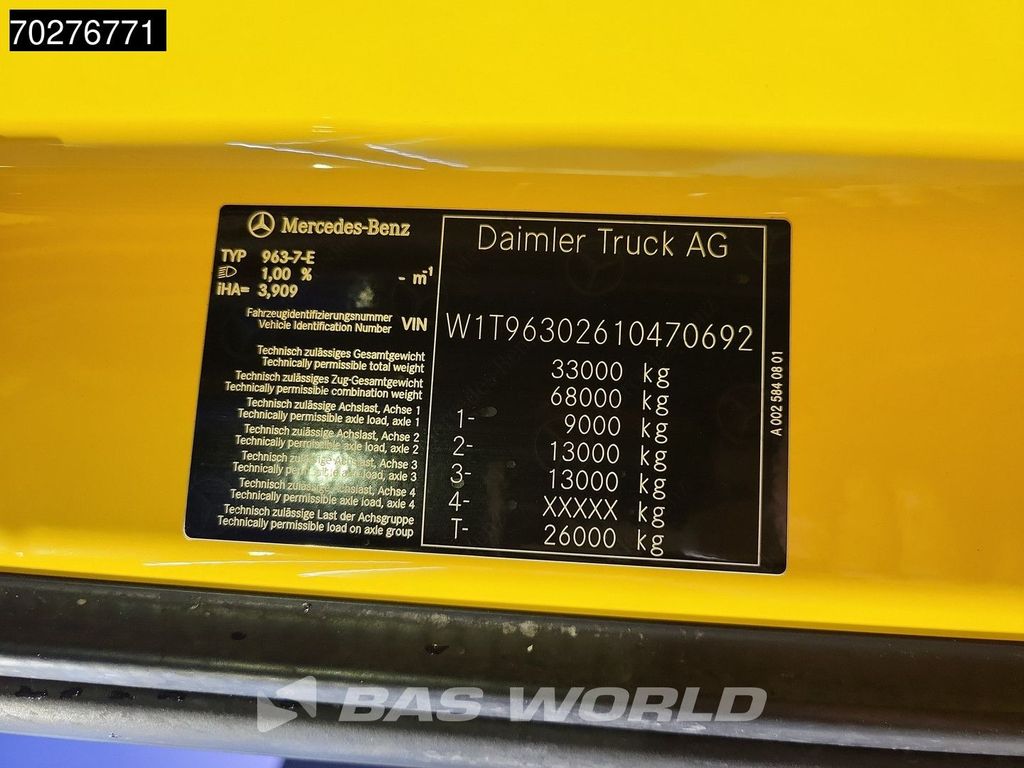 70276771
Mercedes-Benz
Daimler Truck AG
TYP 963-7-E
1,00 % - m-1
iHA= 3,909
Fahrzeugidentifizierungsnummer
Vehicle Identification Number VIN W1T96302610470692
Technisch zulässiges Gesamtgewicht
Technically permissible total weight 33000 kg
Technisch zulässiges Zug-Gesamtgewicht
Technically permissible combination weight 68000 kg
Technisch zulässige Achslast, Achse 1
Technically permissible axle load, axle 1 1- 9000 kg
Technisch zulässige Achslast, Achse 2
Technically permissible axle load, axle 2 2- 13000 kg
Technisch zulässige Achslast, Achse 3
Technically permissible axle load, axle 3 3- 13000 kg
Technisch zulässige Achslast, Achse 4
Technically permissible axle load, axle 4 4- XXXXX kg
Technisch zulässige Last der Achsgruppe
Technically permissible load on axle group T- 26000 kg
A 002 584 08 01
BAS WORLD